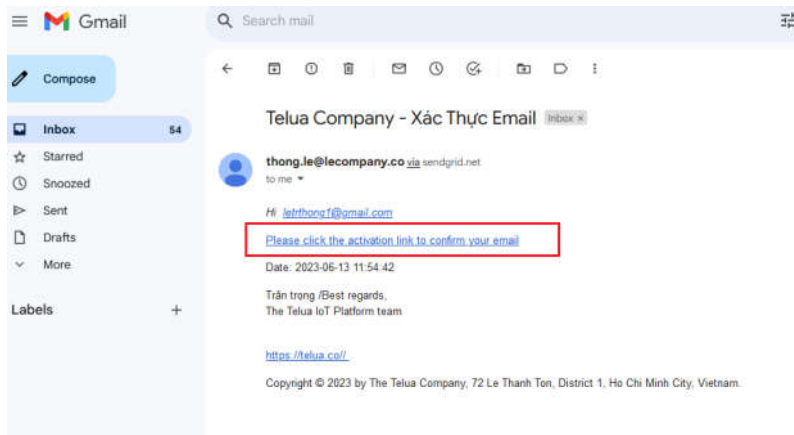 Gmail
Search mail
Compose
Inbox 54
Starred
Snoozed
Sent
Drafts
More
Labels +
Telua Company - Xác Thực Email Inbox ×
thong.le@lecompany.co via sendgrid.net
to me
Hi letrthong1@gmail.com
Please click the activation link to confirm your email
Date: 2023-06-13 11:54:42
Trân trọng /Best regards,
The Telua IoT Platform team
https://telua.co//
Copyright © 2023 by The Telua Company, 72 Le Thanh Ton, District 1, Ho Chi Minh City, Vietnam.